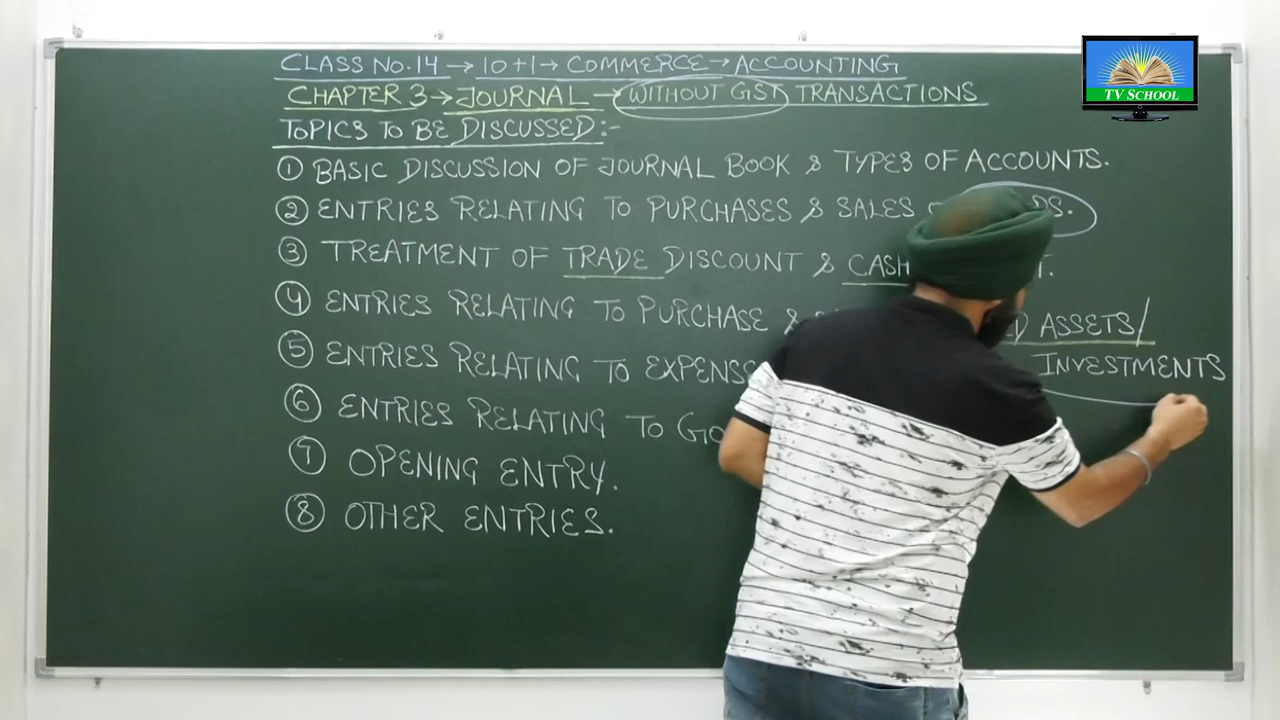 CLASS NO.14 → 10+1 → COMMERCE → ACCOUNTING
CHAPTER 3 → JOURNAL → WITHOUT GST TRANSACTIONS
TOPICS TO BE DISCUSSED:-
① BASIC DISCUSSION OF JOURNAL BOOK & TYPES OF ACCOUNTS.
② ENTRIES RELATING TO PURCHASES & SALES
③ TREATMENT OF TRADE DISCOUNT & CASH
④ ENTRIES RELATING TO PURCHASE & ASSETS/
INVESTMENTS
⑤ ENTRIES RELATING TO
⑥ ENTRIES RELATING TO
⑦ OPENING ENTRY.
⑧ OTHER ENTRIES.
TV SCHOOL